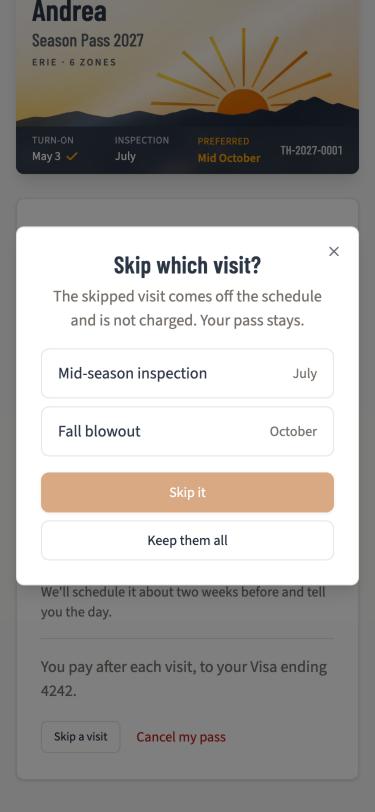 Andrea
Season Pass 2027
ERIE · 6 ZONES
TURN-ON
May 3
INSPECTION
July
PREFERRED
Mid October
TH-2027-0001
Skip which visit?
The skipped visit comes off the schedule
and is not charged. Your pass stays.
Mid-season inspection
July
Fall blowout
October
Skip it
Keep them all
We'll schedule it about two weeks before and tell
you the day.
You pay after each visit, to your Visa ending
4242.
Skip a visit
Cancel my pass